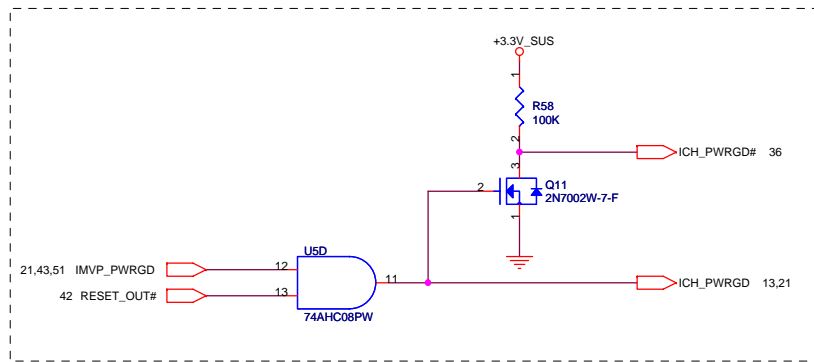 +3.3V_SUS
1
R58
100K
2
ICH_PWRGD# 36
3
Q11
2N7002W-7-F
2
1
U5D
21,43,51 IMVP_PWRGD
12
11
ICH_PWRGD 13,21
42 RESET_OUT#
13
74AHC08PW